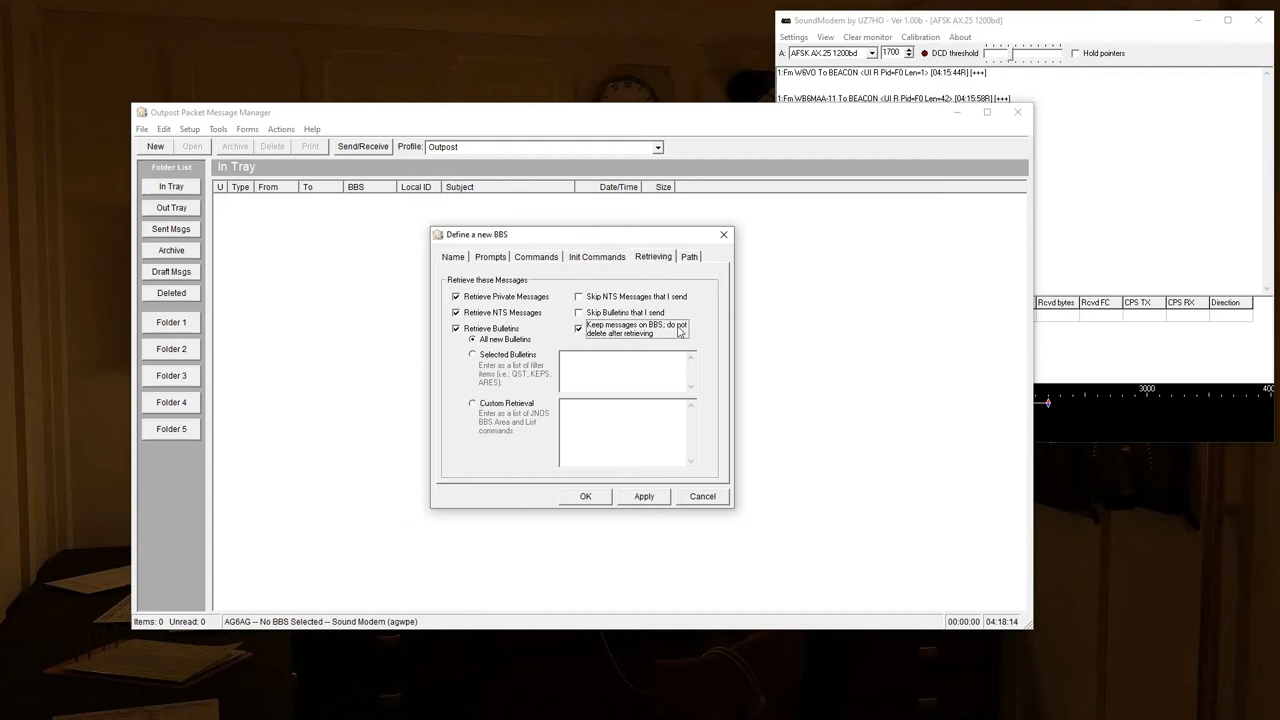 SoundModem by UZ7HO - Ver 1.00b - [AFSK AX.25 1200bd]
Settings View Clear monitor Calibration About
A: AFSK AX.25 1200bd 1700 DCD threshold Hold pointers
1:Fm W6VO To BEACON <UI R Pid=F0 Len=1> [04:15:44R] [+++]
1:Fm WB6MAA-11 To BEACON <UI R Pid=F0 Len=42> [04:15:59R] [+++]
Outpost Packet Message Manager
File Edit Setup Tools Forms Actions Help
New Open Archive Delete Print Send/Receive Profile: Outpost
Folder List
In Tray
Out Tray
Sent Msgs
Archive
Draft Msgs
Deleted
Folder 1
Folder 2
Folder 3
Folder 4
Folder 5
In Tray
U Type From To BBS Local ID Subject Date/Time Size
Define a new BBS
Name Prompts Commands Init Commands Retrieving Path
Retrieve these Messages
Retrieve Private Messages
Retrieve NTS Messages
Retrieve Bulletins
All new Bulletins
Selected Bulletins
Enter as a list of filter
items (i.e.: QST, KEPS,
ARES).
Custom Retrieval
Enter as a list of JNOS
BBS Area and List
commands
Skip NTS Messages that I send
Skip Bulletins that I send
Keep messages on BBS; do not
delete after retrieving
OK Apply Cancel
Rcvd bytes Rcvd FC CPS TX CPS RX Direction
3000
Items: 0 Unread: 0 AG6AG -- No BBS Selected -- Sound Modem (agwpe) 00:00:00 04:18:14